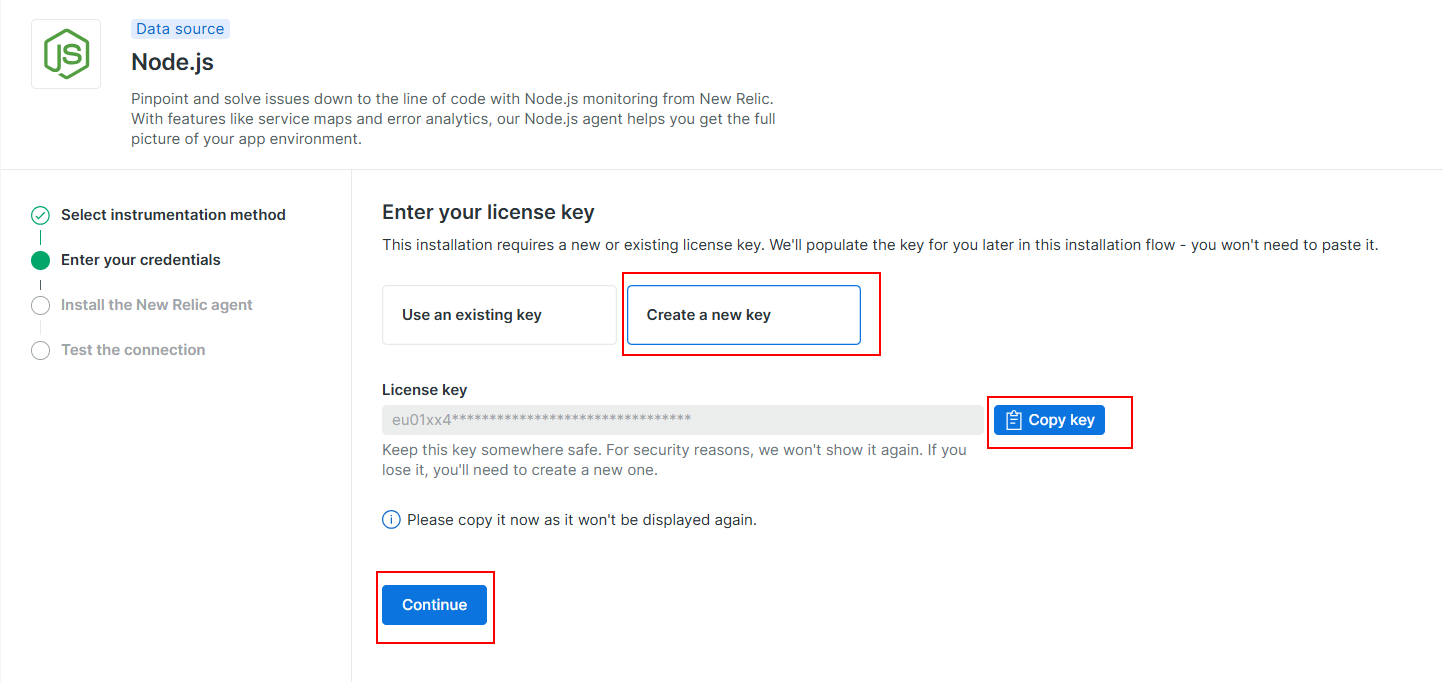 JS
Data source
Node.js
Pinpoint and solve issues down to the line of code with Node.js monitoring from New Relic.
With features like service maps and error analytics, our Node.js agent helps you get the full
picture of your app environment.
Select instrumentation method
Enter your credentials
Install the New Relic agent
Test the connection
Enter your license key
This installation requires a new or existing license key. We'll populate the key for you later in this installation flow - you won't need to paste it.
Use an existing key
Create a new key
License key
eu01xx4********************************
Copy key
Keep this key somewhere safe. For security reasons, we won't show it again. If you
lose it, you'll need to create a new one.
Please copy it now as it won't be displayed again.
Continue